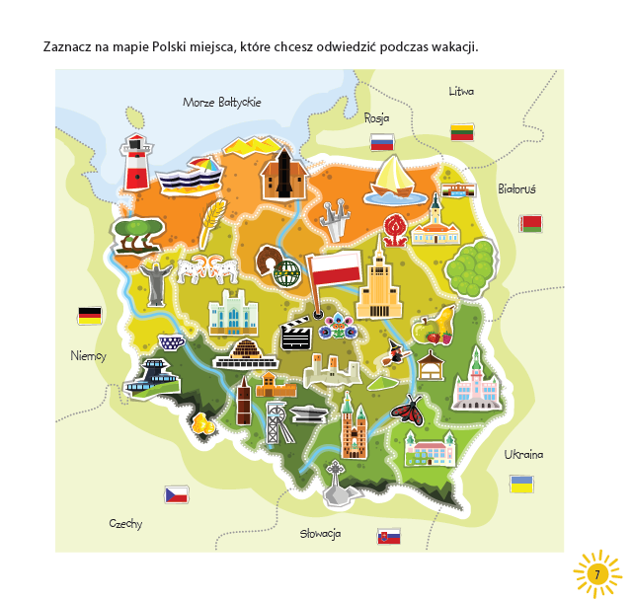 Zaznacz na mapie Polski miejsca, które chcesz odwiedzić podczas wakacji.
Morze Bałtyckie
Litwa
Rosja
Białoruś
Niemcy
Ukraina
Czechy
Słowacja
7